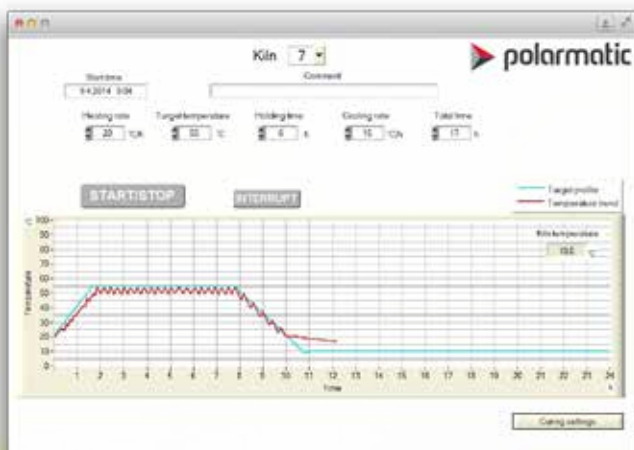 Kiln 7
polarmatic
Start time
Comment
9.4.2014 9:04
Heating rate Target temperature Holding time Cooling rate Total time
20 °C/h °C 6 h 15 °C/h 17 h
START/STOP
INTERRUPT
Target profile
Temperature trend
Kiln temperature
°C
°C
Temperature
100
90
80
70
60
50
40
30
20
10
0
1 2 3 4 5 6 7 8 9 10 11 12 13 14 15 16 17 18 19 20 21 22 23 24
Time
h
Curing settings